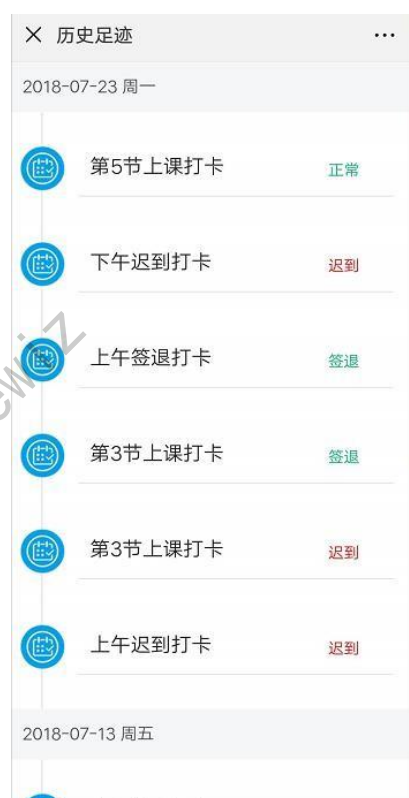 历史足迹
2018-07-23 周一
第5节上课打卡 正常
下午迟到打卡 迟到
上午签退打卡 签退
第3节上课打卡 签退
第3节上课打卡 迟到
上午迟到打卡 迟到
2018-07-13 周五